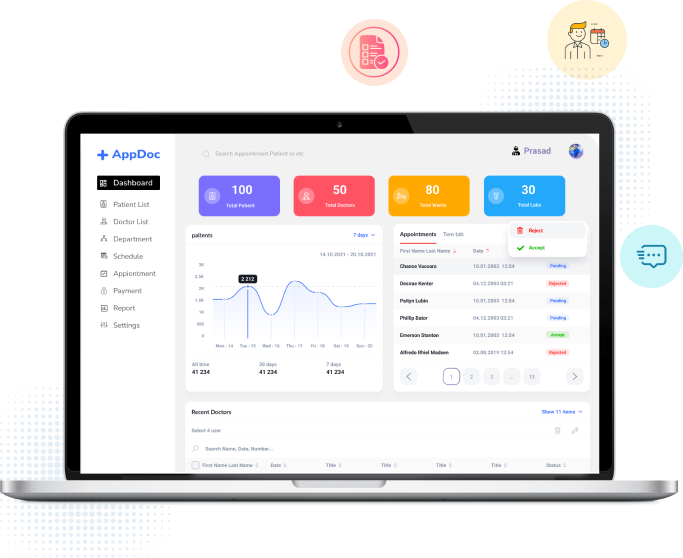 AppDoc
Search Appointment,Patient or etc
Prasad
Dashboard
Patient List
Doctor List
Department
Schedule
Appiontment
Payment
Report
Settings
100
Total Patient
50
Total Doctors
80
Total Wards
30
Total Labs
paitents
7 days
14.10.2021 - 20.10.2021
3K
2.5K
2K
1.5K
1K
500
0
2 212
Mon - 14 Tue - 15 Wed - 16 Thu - 17 Fri - 18 Sat - 19 Sun - 20
All time 30 days 7 days
41 234 41 234 41 234
Appointments Two tab
Reject
Accept
First Name Last Name Date
Chance Vaccaro 10.01.2003 12:54 Pending
Desirae Kenter 04.12.2003 03:21 Rejected
Patlyn Lubin 10.01.2003 12:54 Pending
Phillip Bator 04.12.2003 03:21 Pending
Emerson Stanton 10.01.2003 12:54 Accept
Alfredo Rhiel Madsen 03.08.2019 12:54 Rejected
1 2 3 ... 13
Recent Doctors
Show 11 items
Select 4 user
Search Name, Date, Number...
First Name Last Name Date Title Title Title Title Status